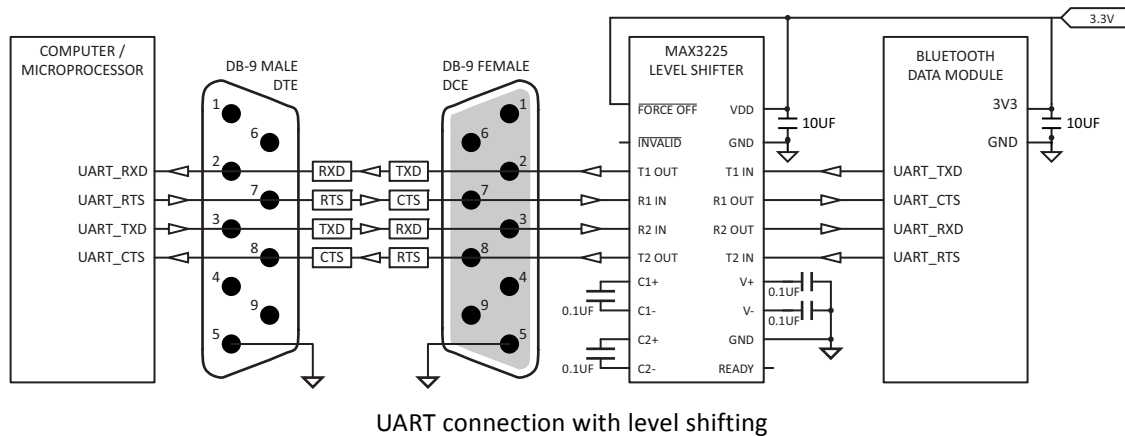 3.3V
COMPUTER /
MICROPROCESSOR
DB-9 MALE
DTE
DB-9 FEMALE
DCE
MAX3225
LEVEL SHIFTER
BLUETOOTH
DATA MODULE
1
6
2
7
3
8
4
9
5
1
6
2
7
3
8
4
9
5
UART_RXD
UART_RTS
UART_TXD
UART_CTS
RXD
TXD
RTS
CTS
TXD
RXD
CTS
RTS
FORCE OFF
INVALID
T1 OUT
R1 IN
R2 IN
T2 OUT
C1+
C1-
C2+
C2-
0.1UF
0.1UF
VDD
GND
T1 IN
R1 OUT
R2 OUT
T2 IN
V+
V-
GND
READY
10UF
0.1UF
0.1UF
3V3
GND
10UF
UART_TXD
UART_CTS
UART_RXD
UART_RTS
UART connection with level shifting